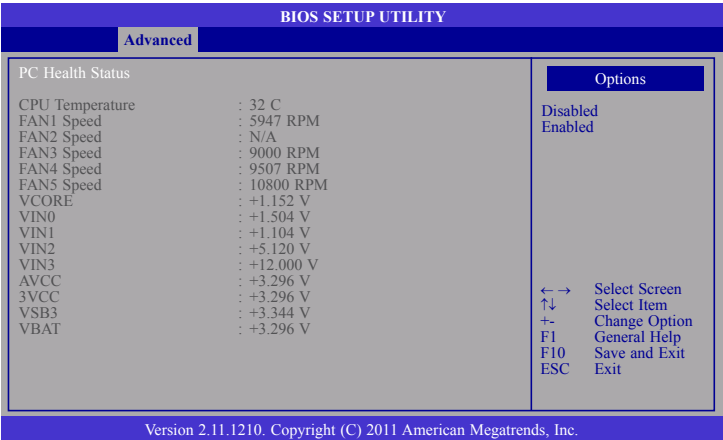 BIOS SETUP UTILITY
Advanced
PC Health Status
CPU Temperature : 32 C
FAN1 Speed : 5947 RPM
FAN2 Speed : N/A
FAN3 Speed : 9000 RPM
FAN4 Speed : 9507 RPM
FAN5 Speed : 10800 RPM
VCORE : +1.152 V
VIN0 : +1.504 V
VIN1 : +1.104 V
VIN2 : +5.120 V
VIN3 : +12.000 V
AVCC : +3.296 V
3VCC : +3.296 V
VSB3 : +3.344 V
VBAT : +3.296 V
Options
Disabled
Enabled
← → Select Screen
↑↓ Select Item
+- Change Option
F1 General Help
F10 Save and Exit
ESC Exit
Version 2.11.1210. Copyright (C) 2011 American Megatrends, Inc.